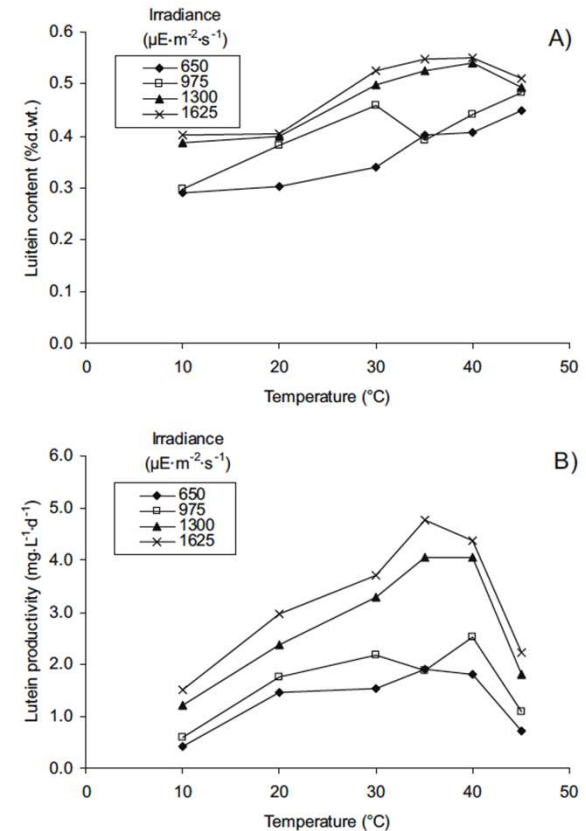 Irradiance
(µE·m-2·s-1)
A)
650
975
1300
1625
0.6
0.5
0.4
0.3
0.2
0.1
0.0
Luitein content (%d.wt.)
0 10 20 30 40 50
Temperature (°C)
Irradiance
(µE·m-2·s-1)
B)
650
975
1300
1625
6.0
5.0
4.0
3.0
2.0
1.0
0.0
Lutein productivity (mg·L-1·d-1)
0 10 20 30 40 50
Temperature (°C)